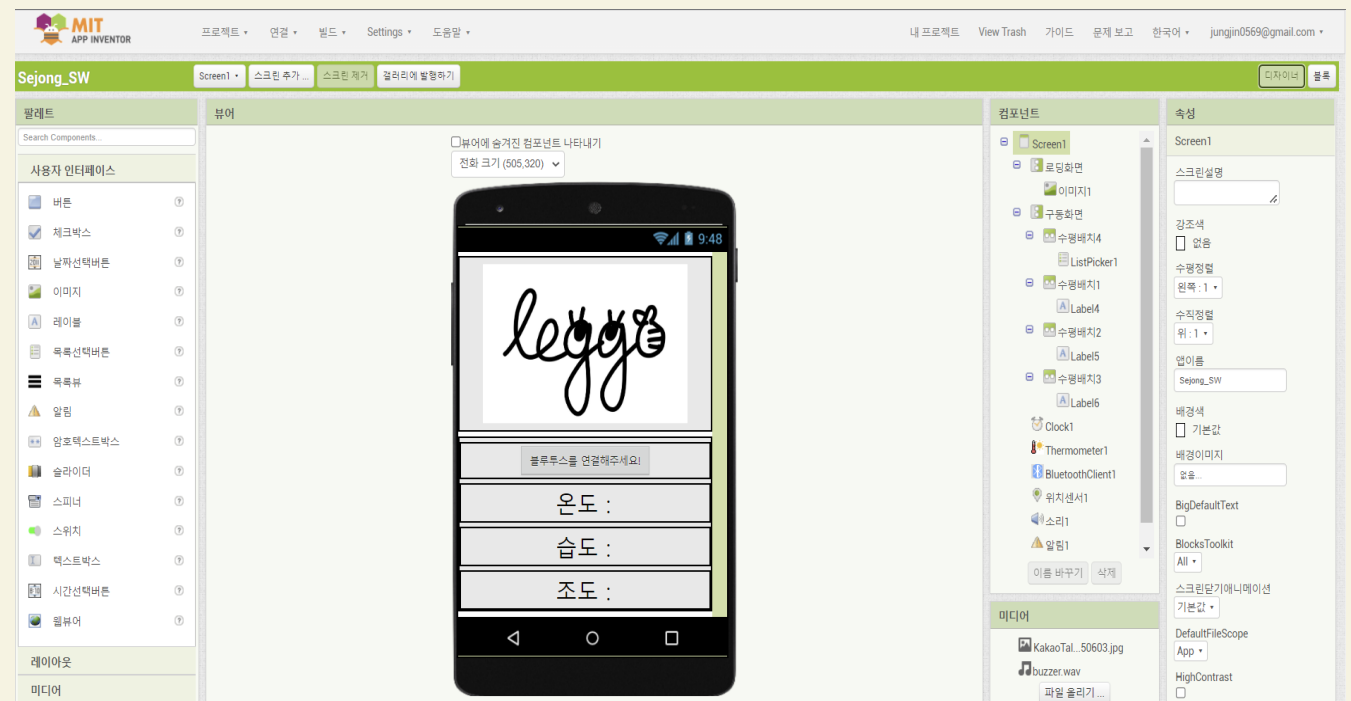 MIT
APP INVENTOR
프로젝트 연결 빌드 Settings 도움말
내 프로젝트 View Trash 가이드 문제 보고 한국어 jungjin0569@gmail.com
Sejong_SW
Screen1 스크린 추가 ... 스크린 제거 갤러리에 발행하기
디자이너 블록
팔레트
Search Components...
사용자 인터페이스
버튼
체크박스
날짜선택버튼
이미지
레이블
목록선택버튼
목록뷰
알림
암호텍스트박스
슬라이더
스피너
스위치
텍스트박스
시간선택버튼
웹뷰어
레이아웃
미디어
뷰어
뷰어에 숨겨진 컴포넌트 나타내기
전화 크기 (505,320)
9:48
leggo
블루투스를 연결해주세요!
온도 :
습도 :
조도 :
컴포넌트
Screen1
로딩화면
이미지1
구동화면
수평배치4
ListPicker1
수평배치1
Label4
수평배치2
Label5
수평배치3
Label6
Clock1
Thermometer1
BluetoothClient1
위치센서1
소리1
알림1
이름 바꾸기 삭제
미디어
KakaoTal...50603.jpg
buzzer.wav
파일 올리기 ...
속성
Screen1
스크린설명
강조색
없음
수평정렬
왼쪽 : 1
수직정렬
위 : 1
앱이름
Sejong_SW
배경색
기본값
배경이미지
없음...
BigDefaultText
BlocksToolkit
All
스크린닫기애니메이션
기본값
DefaultFileScope
App
HighContrast